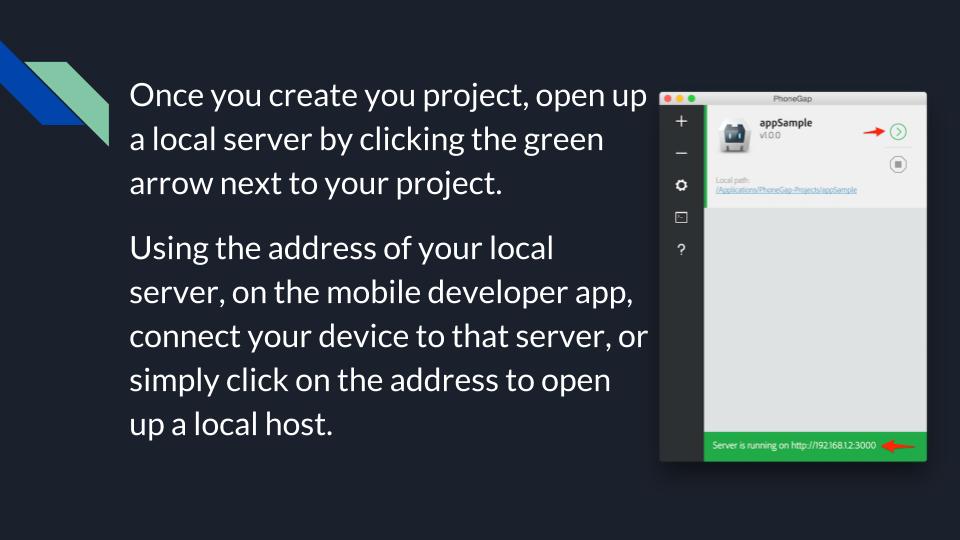 Once you create you project, open up
a local server by clicking the green
arrow next to your project.
Using the address of your local
server, on the mobile developer app,
connect your device to that server, or
simply click on the address to open
up a local host.
PhoneGap
appSample
v1.0.0
Local path:
/Applications/PhoneGap-Projects/appSample
?
Server is running on http://192.168.1.2:3000